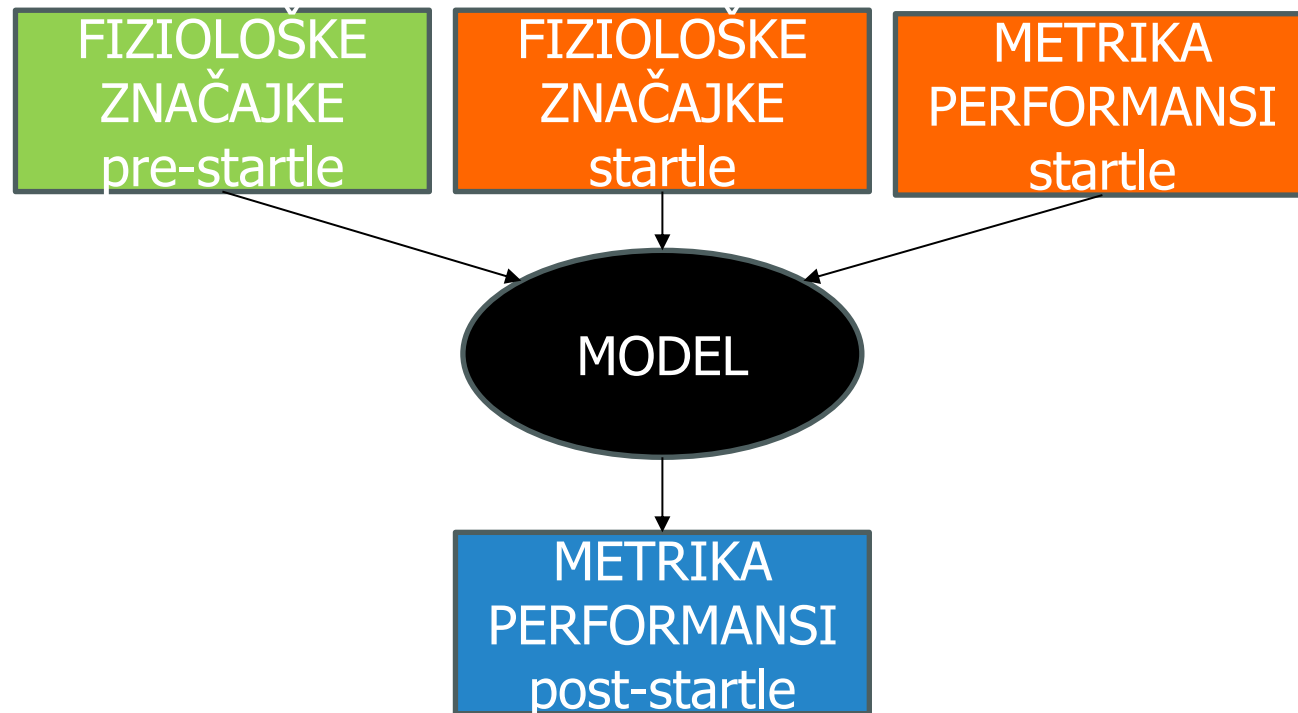 FIZIOLOŠKE
ZNAČAJKE
pre-startle
FIZIOLOŠKE
ZNAČAJKE
startle
METRIKA
PERFORMANSI
startle
MODEL
METRIKA
PERFORMANSI
post-startle